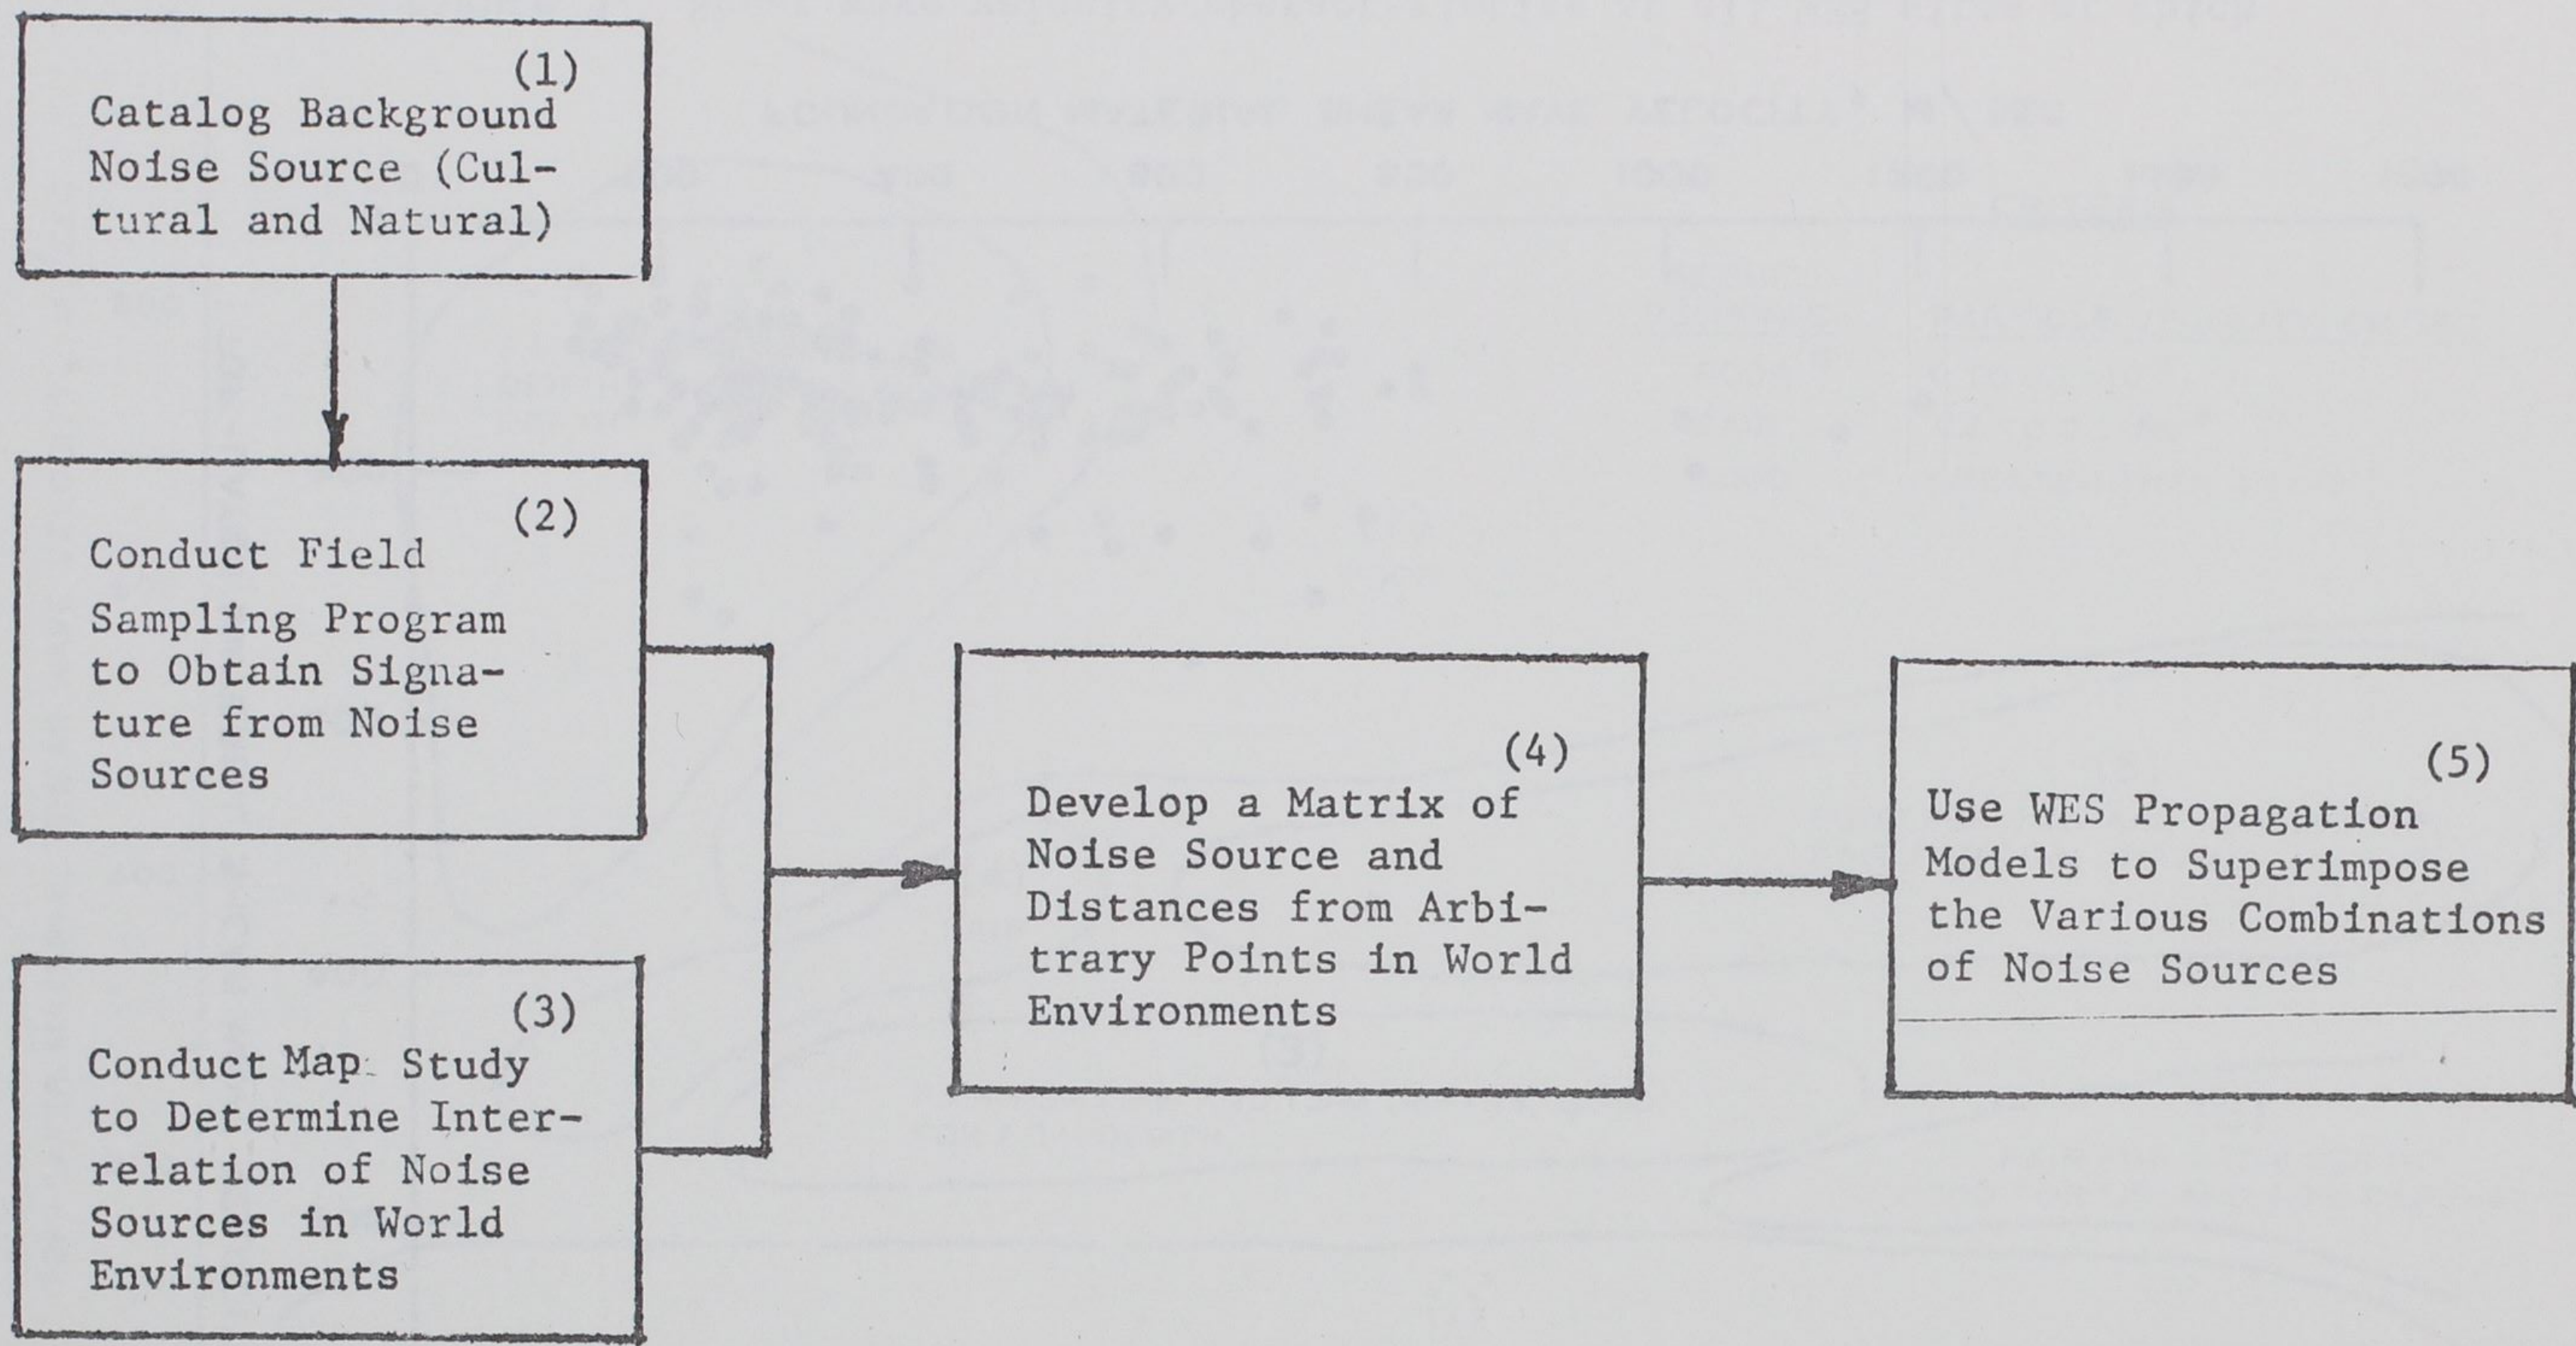 (1)
Catalog Background
Noise Source (Cul-
tural and Natural)
(2)
Conduct Field
Sampling Program
to Obtain Signa-
ture from Noise
Sources
(3)
Conduct Map Study
to Determine Inter-
relation of Noise
Sources in World
Environments
(4)
Develop a Matrix of
Noise Source and
Distances from Arbi-
trary Points in World
Environments
(5)
Use WES Propagation
Models to Superimpose
the Various Combinations
of Noise Sources